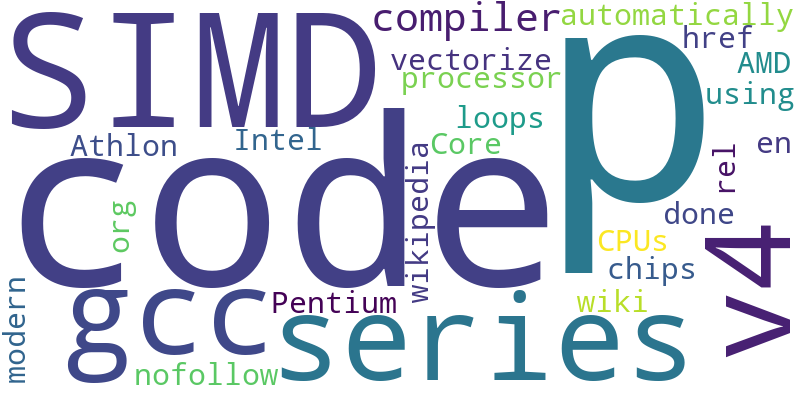 SIMD
compiler
automatically
href
vectorize
AMD
processor
using
p
loops
Athlon
Intel
Core
en
code
wikipedia
rel
org
done
v4
CPUs
chips
modern
gcc
Pentium
wiki
series
nofollow